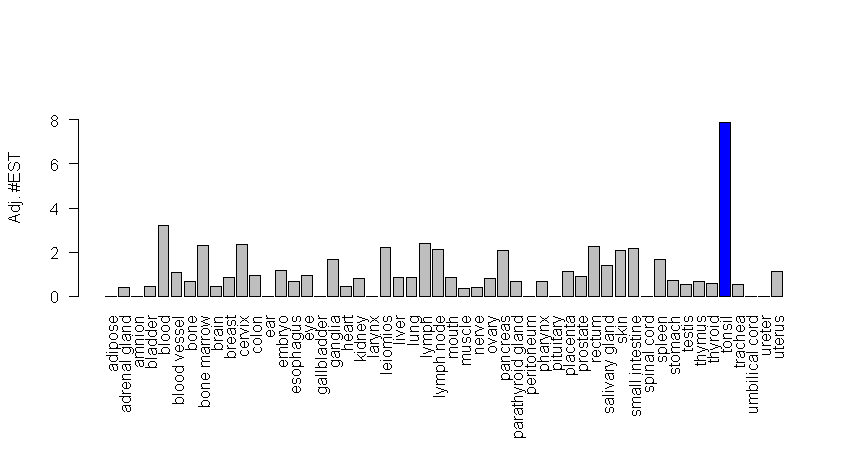 Adj. #EST
8
6
4
2
0
adipose
adrenal gland
amnion
bladder
blood
blood vessel
bone
bone marrow
brain
breast
cervix
colon
ear
embryo
esophagus
eye
gallbladder
ganglia
heart
kidney
larynx
leiomios
liver
lung
lymph
lymph node
mouth
muscle
nerve
ovary
pancreas
parathyroid gland
peritoneum
pharynx
pituitary
placenta
prostate
rectum
salivary gland
skin
small intestine
spinal cord
spleen
stomach
testis
thymus
thyroid
tonsil
trachea
umbilical cord
ureter
uterus